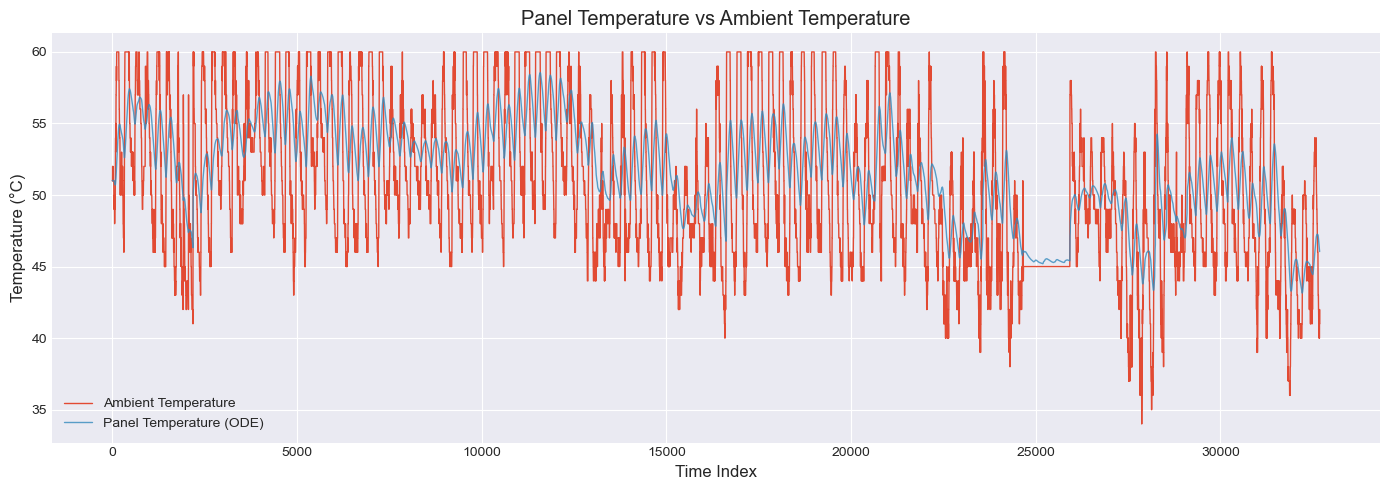 Panel Temperature vs Ambient Temperature
Temperature (°C)
60
55
50
45
40
35
Ambient Temperature
Panel Temperature (ODE)
0 5000 10000 15000 20000 25000 30000
Time Index